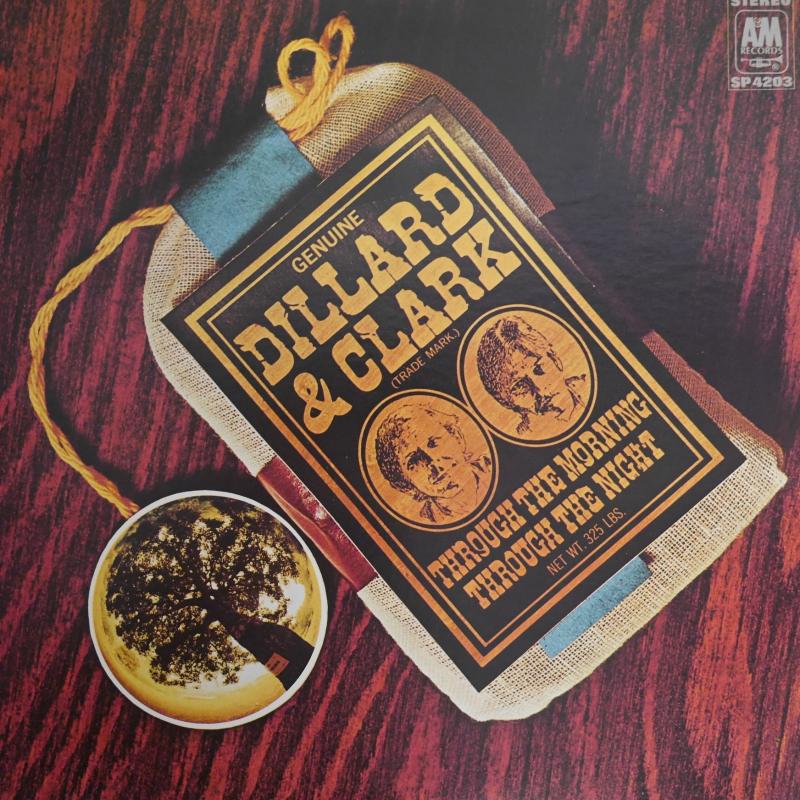 STEREO
A&M
RECORDS
®
SP 4203
GENUINE
DILLARD
& CLARK
(TRADE MARK.)
THROUGH THE MORNING
THROUGH THE NIGHT
NET WT. 325 LBS.